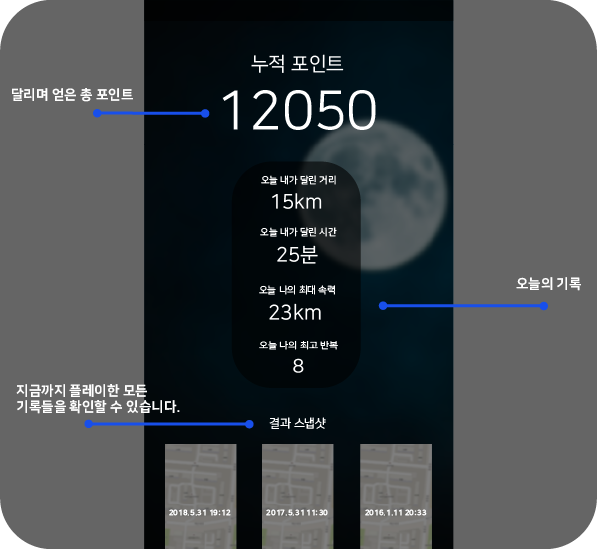 누적 포인트
달리며 얻은 총 포인트
12050
오늘 내가 달린 거리
15km
오늘 내가 달린 시간
25분
오늘의 기록
오늘 나의 최대 속력
23km
오늘 나의 최고 반복
8
지금까지 플레이한 모든
기록들을 확인할 수 있습니다.
결과 스냅샷
2018.5.31 19:12
2017.5.31 11:30
2016.1.11 20:33